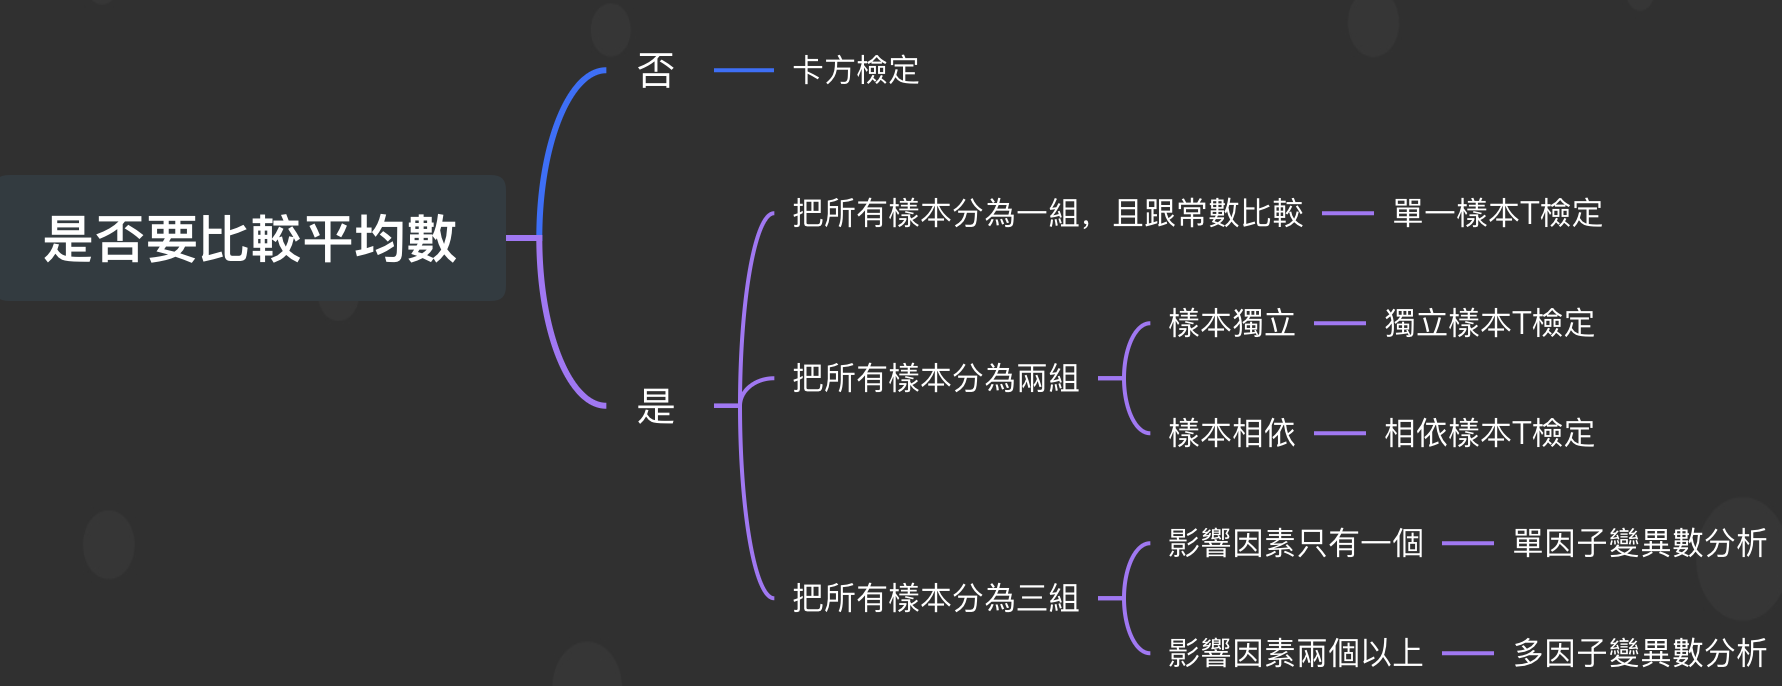 是否要比較平均數
否
卡方檢定
是
把所有樣本分為一組，且跟常數比較
單一樣本T檢定
把所有樣本分為兩組
樣本獨立
獨立樣本T檢定
樣本相依
相依樣本T檢定
把所有樣本分為三組
影響因素只有一個
單因子變異數分析
影響因素兩個以上
多因子變異數分析